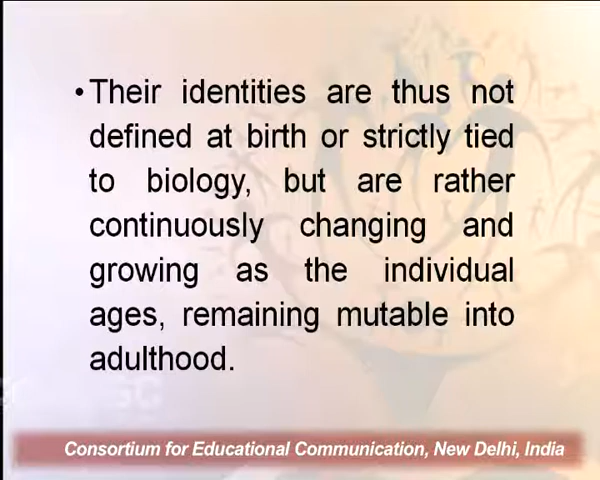 •Their identities are thus not
defined at birth or strictly tied
to biology, but are rather
continuously changing and
growing as the individual
ages, remaining mutable into
adulthood.
Consortium for Educational Communication, New Delhi, India